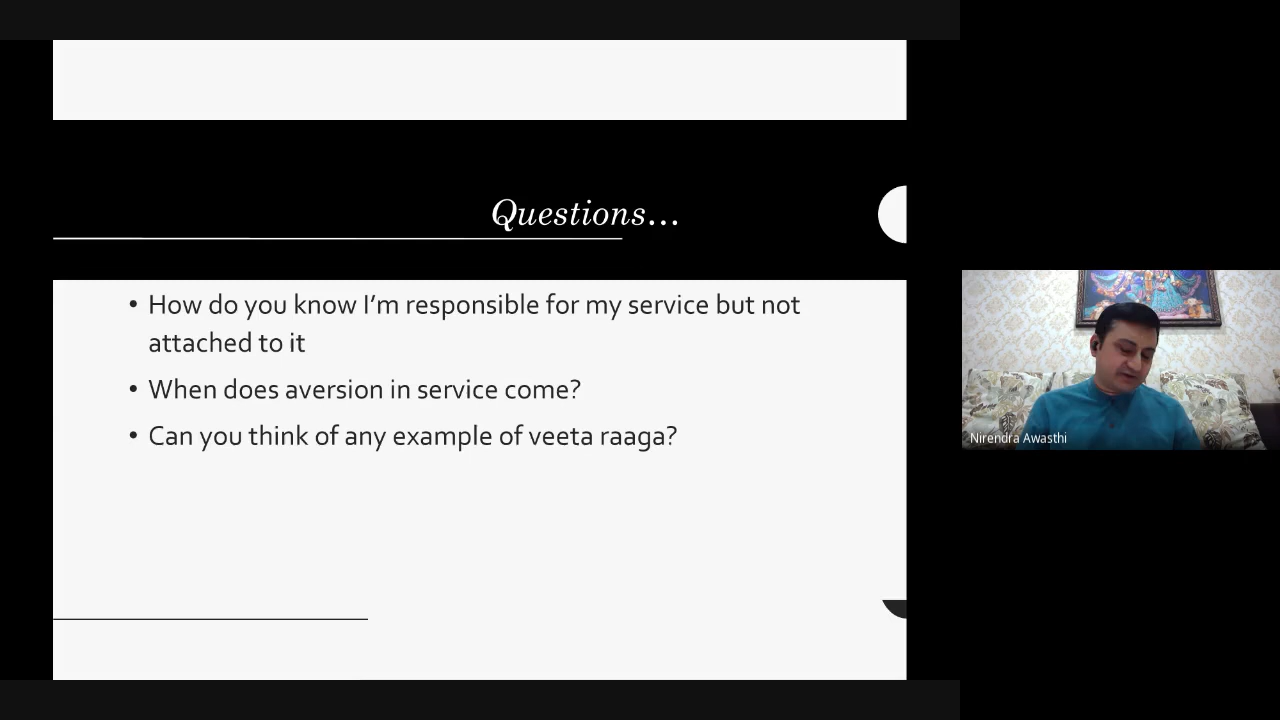 Questions...
• How do you know I’m responsible for my service but not
attached to it
• When does aversion in service come?
• Can you think of any example of veeta raaga?
Nirendra Awasthi